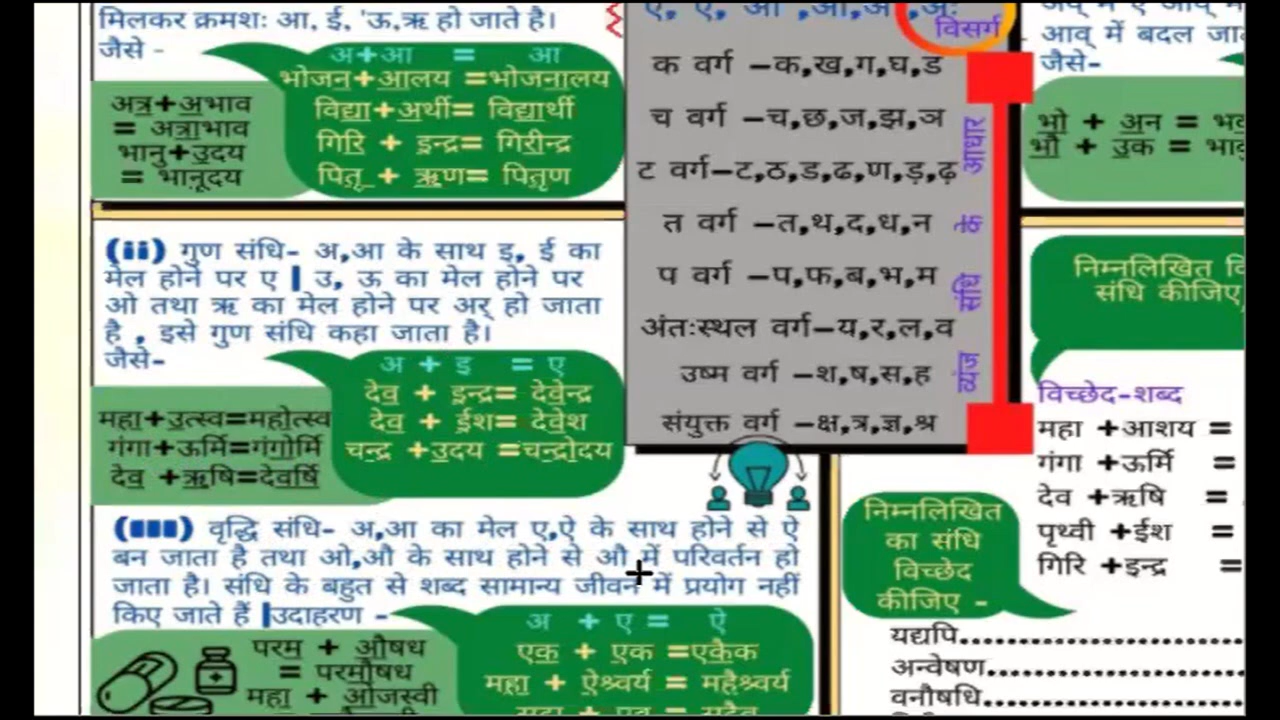 मिलकर क्रमशः आ, ई, 'ऊ,ऋ हो जाते है।
जैसे -
अ+आ = आ
भोजन+आलय =भोजनालय
विद्या+अर्थी= विद्यार्थी
गिरि + इन्द्र= गिरीन्द्र
पितृ + ऋण= पितृण
अत्र+अभाव
= अत्राभाव
भानु+उदय
= भानूदय
(ii) गुण संधि- अ,आ के साथ इ, ई का
मेल होने पर ए | उ, ऊ का मेल होने पर
ओ तथा ऋ का मेल होने पर अर् हो जाता
है , इसे गुण संधि कहा जाता है।
जैसे-
अ + इ = ए
देव + इन्द्र= देवेन्द्र
देव + ईश= देवेश
चन्द्र +उदय =चन्द्रोदय
महा+उत्स्व=महोत्स्व
गंगा+ऊर्मि=गंगोर्मि
देव +ऋषि=देवर्षि
(iii) वृद्धि संधि- अ,आ का मेल ए,ऐ के साथ होने से ऐ
बन जाता है तथा ओ,औ के साथ होने से औ में परिवर्तन हो
जाता है। संधि के बहुत से शब्द सामान्य जीवन में प्रयोग नहीं
किए जाते हैं |उदाहरण -
अ + ए = ऐ
एक + एक =एकैक
महा + ऐश्र्वर्य = महैश्र्वर्य
परम + औषध
= परमौषध
महा + ओजस्वी
विसर्ग
क वर्ग –क,ख,ग,घ,ड
च वर्ग –च,छ,ज,झ,ञ
ट वर्ग–ट,ठ,ड,ढ,ण,ड़,ढ़
त वर्ग –त,थ,द,ध,न
प वर्ग –प,फ,ब,भ,म
अंतःस्थल वर्ग–य,र,ल,व
उष्म वर्ग –श,ष,स,ह
संयुक्त वर्ग –क्ष,त्र,ज्ञ,श्र
व्यंज संधि के आधार
आव् में बदल जा
जैसे-
भो + अन = भव
भौ + उक = भाव
निम्नलिखित वि
संधि कीजिए
विच्छेद-शब्द
महा +आशय =
गंगा +ऊर्मि =
देव +ऋषि =
पृथ्वी +ईश =
गिरि +इन्द्र =
निम्नलिखित
का संधि
विच्छेद
कीजिए -
यद्यपि
अन्वेषण
वनौषधि